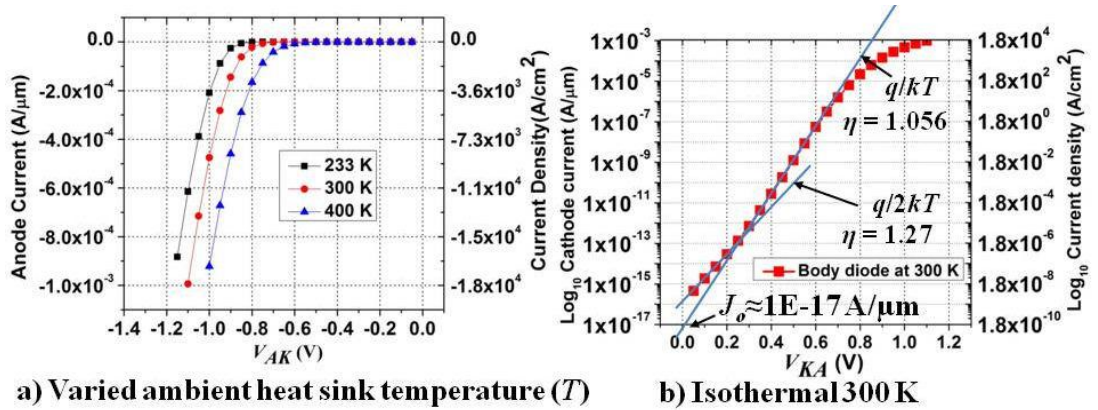 0.0
-2.0x10⁻⁴
-4.0x10⁻⁴
-6.0x10⁻⁴
-8.0x10⁻⁴
-1.0x10⁻³
Anode Current (A/μm)
-1.4 -1.2 -1.0 -0.8 -0.6 -0.4 -0.2 0.0
V_AK (V)
233 K
300 K
400 K
0.0
-3.6x10³
-7.3x10³
-1.1x10⁴
-1.5x10⁴
-1.8x10⁴
Current Density(A/cm²)
a) Varied ambient heat sink temperature (T)
1x10⁻³
1x10⁻⁵
1x10⁻⁷
1x10⁻⁹
1x10⁻¹¹
1x10⁻¹³
1x10⁻¹⁵
1x10⁻¹⁷
Log₁₀ Cathode current (A/μm)
0.0 0.2 0.4 0.6 0.8 1.0 1.2
V_KA (V)
q/kT
η = 1.056
q/2kT
η = 1.27
Body diode at 300 K
J_o≈1E-17 A/μm
1.8x10⁴
1.8x10²
1.8x10⁰
1.8x10⁻²
1.8x10⁻⁴
1.8x10⁻⁶
1.8x10⁻⁸
1.8x10⁻¹⁰
Log₁₀ Current density (A/cm²)
b) Isothermal 300 K